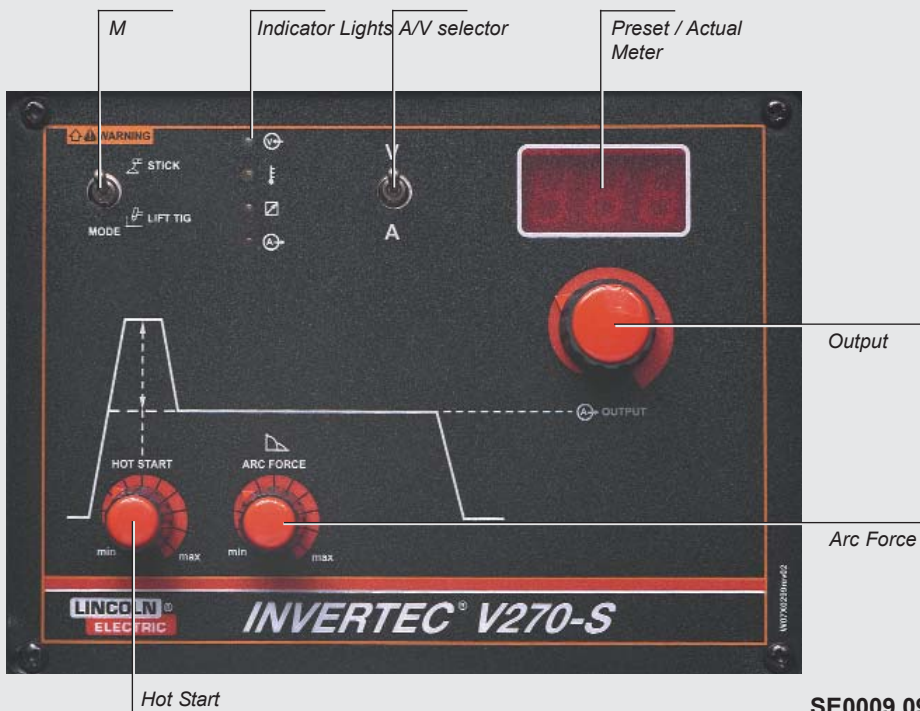 M
Indicator Lights
A/V selector
Preset / Actual
Meter
WARNING
STICK
MODE
LIFT TIG
V
A
V
A
Output
A
OUTPUT
HOT START
ARC FORCE
min
max
min
max
Arc Force
LINCOLN ®
ELECTRIC
INVERTEC® V270-S
W07X0299rev02
Hot Start
SE0009.09